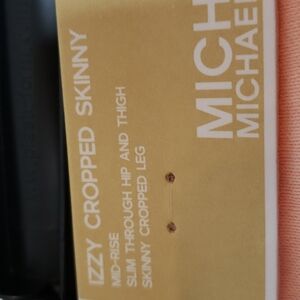 IZZY CROPPED SKINNY
MID-RISE
SLIM THROUGH HIP AND THIGH
SKINNY CROPPED LEG
MICH
MICHAEL